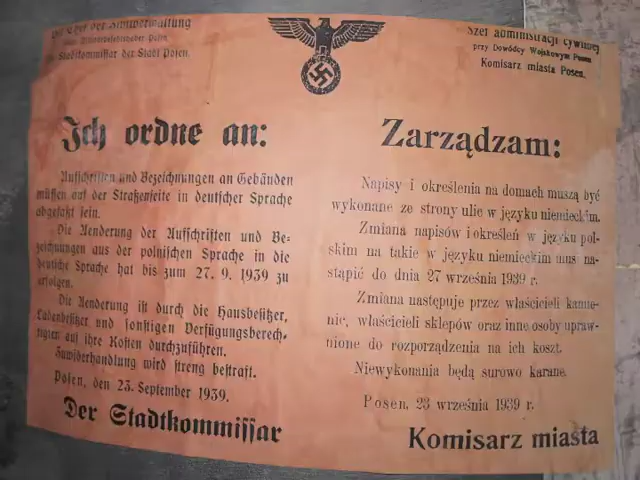 Der Chef der Zivilverwaltung
beim Militärbefehlshaber Posen
Der Stadtkommissar der Stadt Posen.
Ich ordne an:
Aufschriften und Bezeichnungen an Gebäuden
müssen auf der Straßenseite in deutscher Sprache
abgefaßt sein.
Die Aenderung der Aufschriften und Be-
zeichnungen aus der polnischen Sprache in die
deutsche Sprache hat bis zum 27. 9. 1939 zu
erfolgen.
Die Aenderung ist durch die Hausbesitzer,
Ladenbesitzer und sonstigen Verfügungsberech-
tigten auf ihre Kosten durchzuführen.
Zuwiderhandlung wird streng bestraft.
Posen, den 23. September 1939.
Der Stadtkommissar
Szef administracji cywilnej
przy Dowódcy Wojskowym Posen
Komisarz miasta Posen.
Zarządzam:
Napisy i określenia na domach muszą być
wykonane ze strony ulic w języku niemieckim.
Zmiana napisów i określeń w języku pol-
skim na takie w języku niemieckim mus na-
stąpić do dnia 27 września 1939 r.
Zmiana następuje przez właścicieli kamie-
nic, właścicieli sklepów oraz inne osoby upraw-
nione do rozporządzenia na ich koszt.
Niewykonania będą surowo karane.
Posen, 23 września 1939 r.
Komisarz miasta